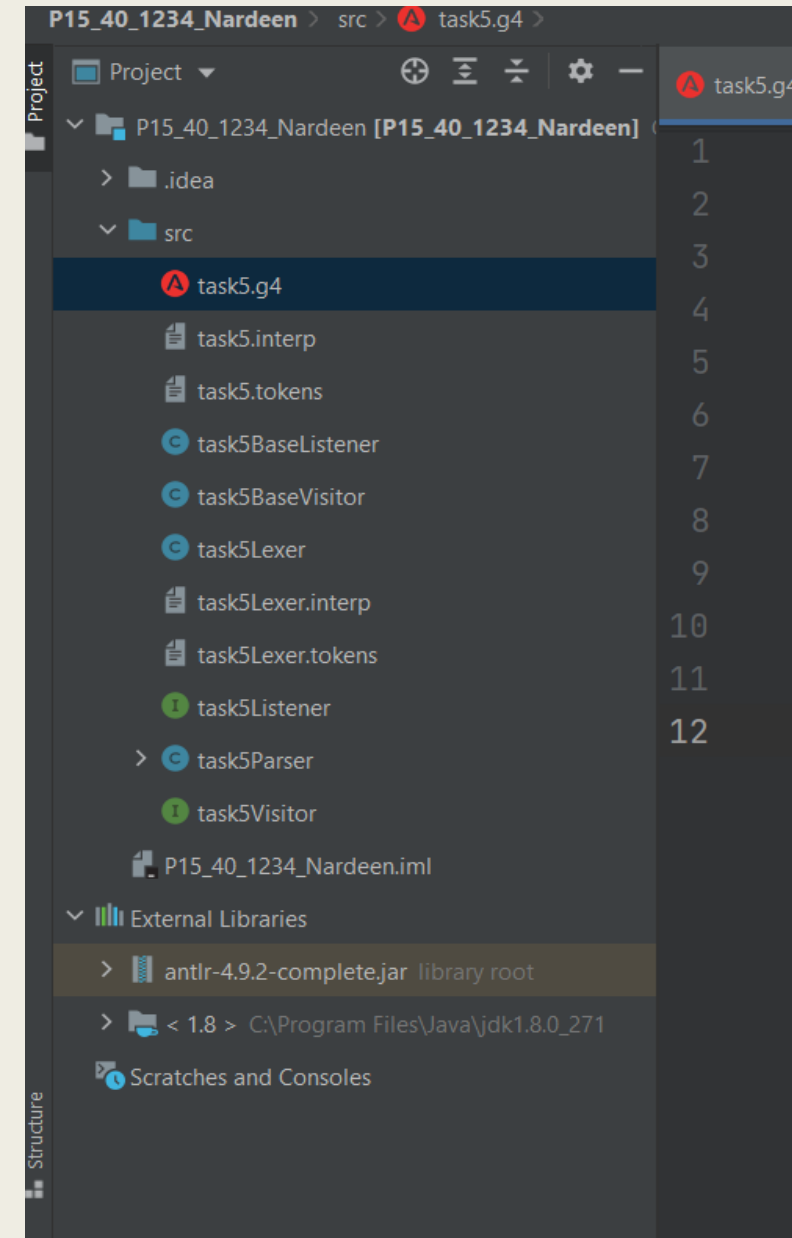 P15_40_1234_Nardeen > src > task5.g4 >
Project
Project
task5.g4
P15_40_1234_Nardeen [P15_40_1234_Nardeen]
.idea
src
task5.g4
task5.interp
task5.tokens
task5BaseListener
task5BaseVisitor
task5Lexer
task5Lexer.interp
task5Lexer.tokens
task5Listener
task5Parser
task5Visitor
P15_40_1234_Nardeen.iml
External Libraries
antlr-4.9.2-complete.jar library root
< 1.8 > C:\Program Files\Java\jdk1.8.0_271
Scratches and Consoles
Structure
1
2
3
4
5
6
7
8
9
10
11
12